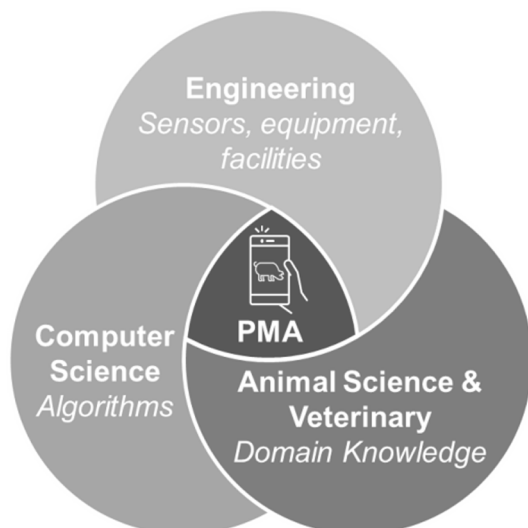 Engineering
Sensors, equipment,
facilities
PMA
Computer
Science
Algorithms
Animal Science &
Veterinary
Domain Knowledge